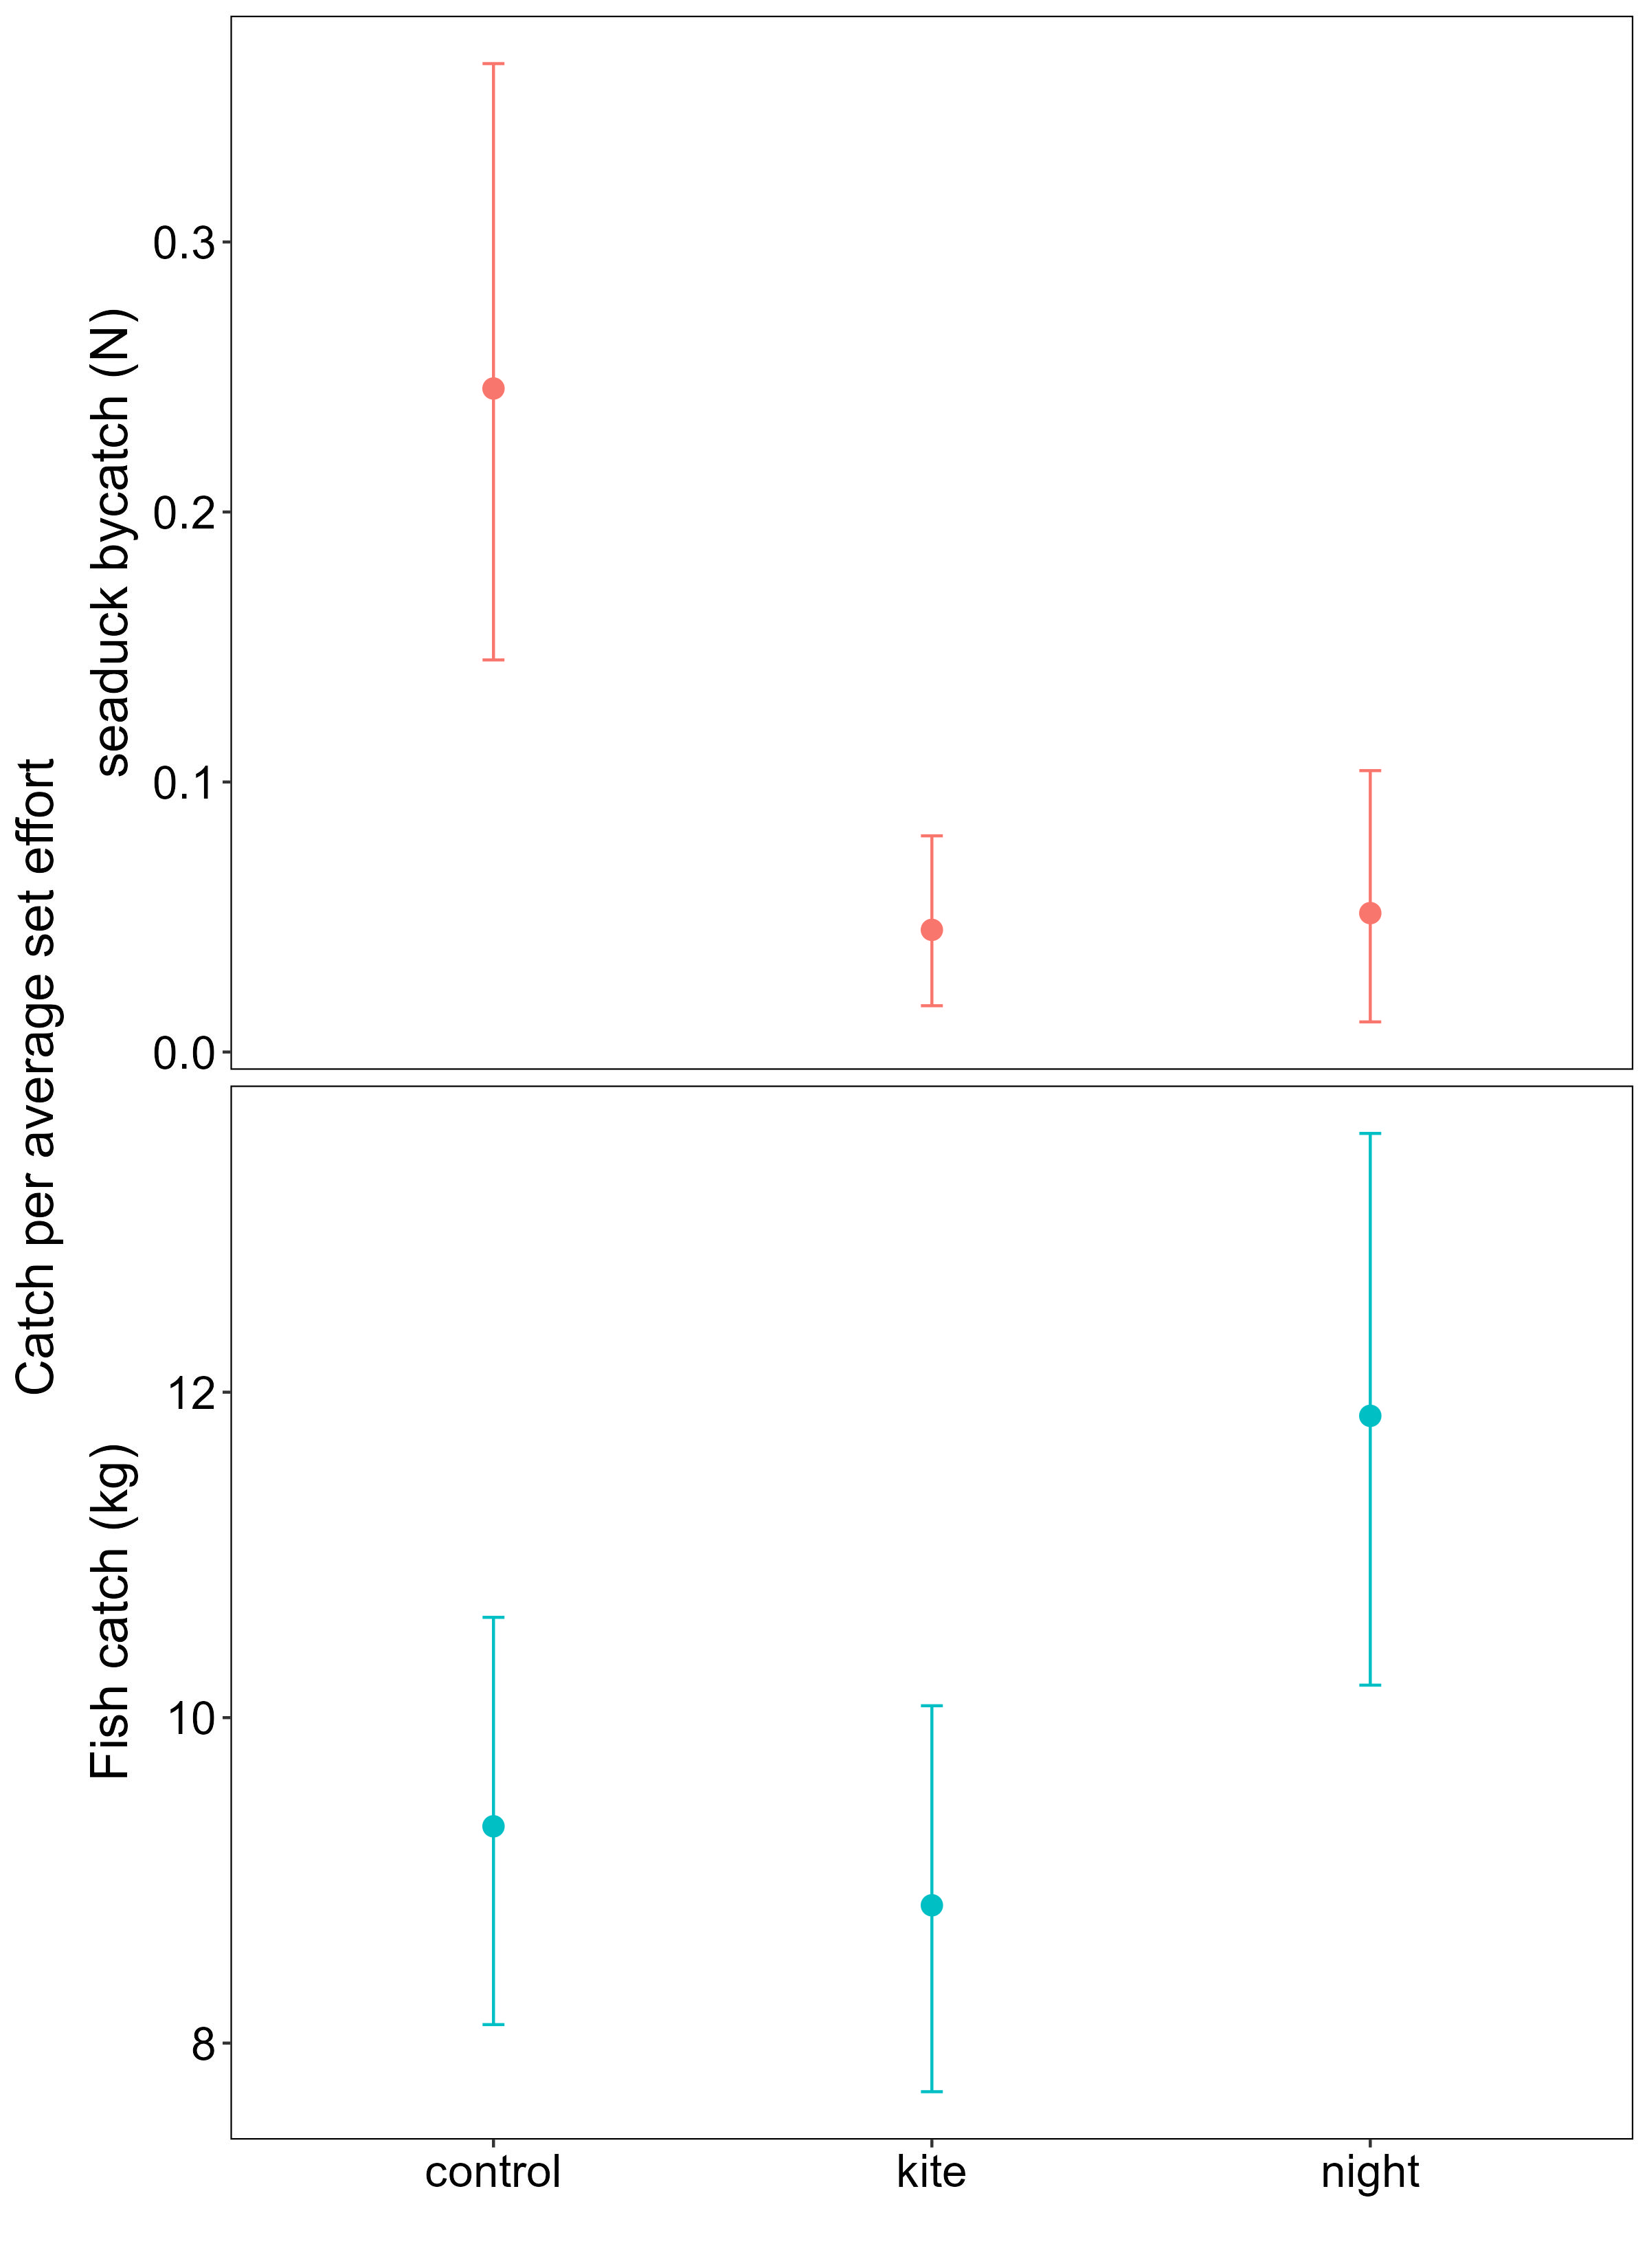 Catch per average set effort
seaduck bycatch (N)
0.3
0.2
0.1
0.0
Fish catch (kg)
12
10
8
control kite night